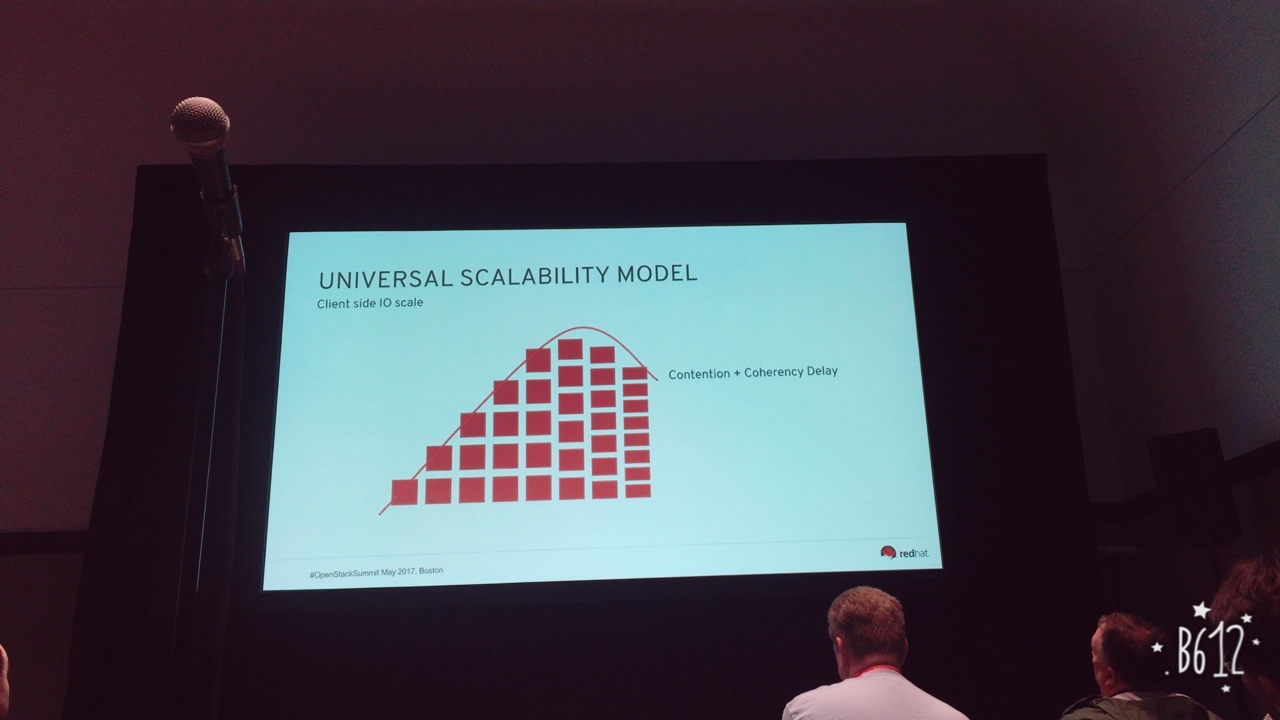 UNIVERSAL SCALABILITY MODEL
Client side IO scale
Contention + Coherency Delay
#OpenStackSummit May 2017, Boston
redhat.
B612